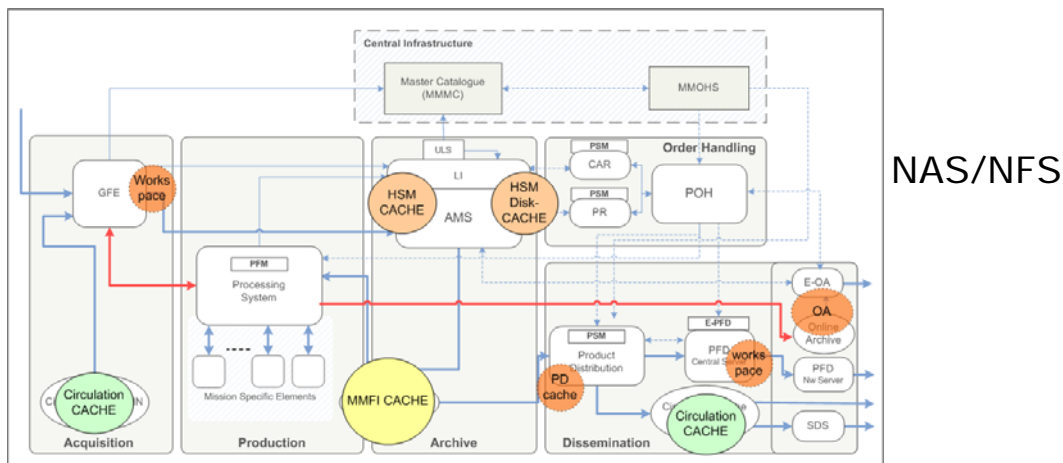 Central Infrastructure
Master Catalogue
(MMMC)
MMOHS
NAS/NFS
ULS
LI
AMS
HSM
CACHE
HSM
Disk-
CACHE
PSM
CAR
PSM
PR
Order Handling
POH
GFE
Works
pace
PFM
Processing
System
Mission Specific Elements
E-OA
OA
Online
Archive
PSM
Product
Distribution
E-PFD
PFD
Central Server
works
pace
PFD
Nw Server
PD
cache
MMFI CACHE
Circulation
CACHE
Circulation
CACHE
SDS
Acquisition
Production
Archive
Dissemination